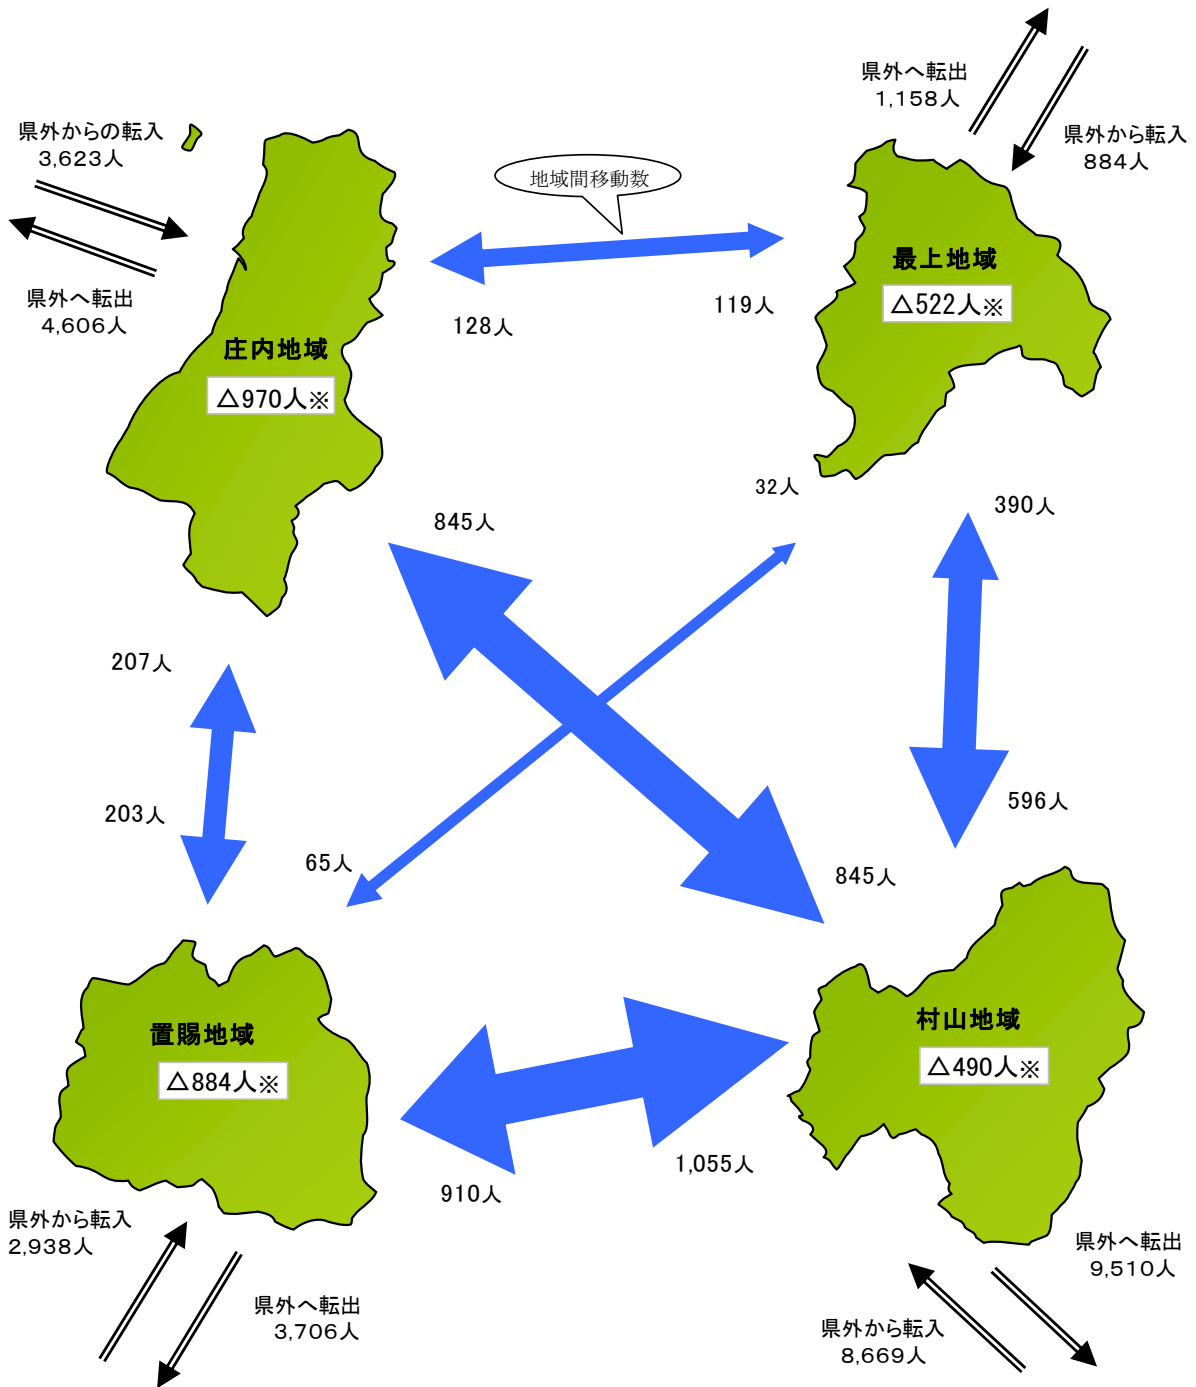 県外へ転出
1,158人
県外からの転入
3,623人
県外から転入
884人
地域間移動数
最上地域
△522人※
県外へ転出
4,606人
119人
128人
庄内地域
△970人※
32人
390人
845人
207人
596人
203人
65人
845人
村山地域
△490人※
置賜地域
△884人※
1,055人
910人
県外から転入
2,938人
県外へ転出
9,510人
県外へ転出
3,706人
県外から転入
8,669人